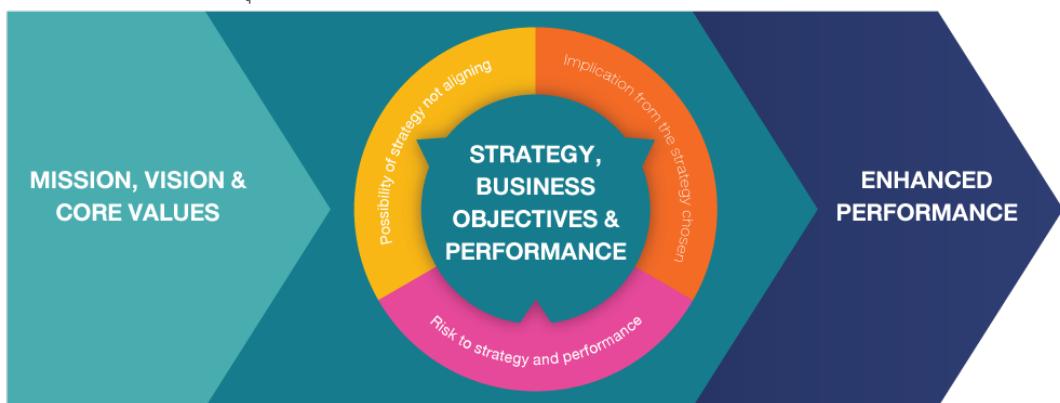 MISSION, VISION &
CORE VALUES
Possibility of strategy not aligning
Implication from the strategy chosen
STRATEGY,
BUSINESS
OBJECTIVES &
PERFORMANCE
Risk to strategy and performance
ENHANCED
PERFORMANCE